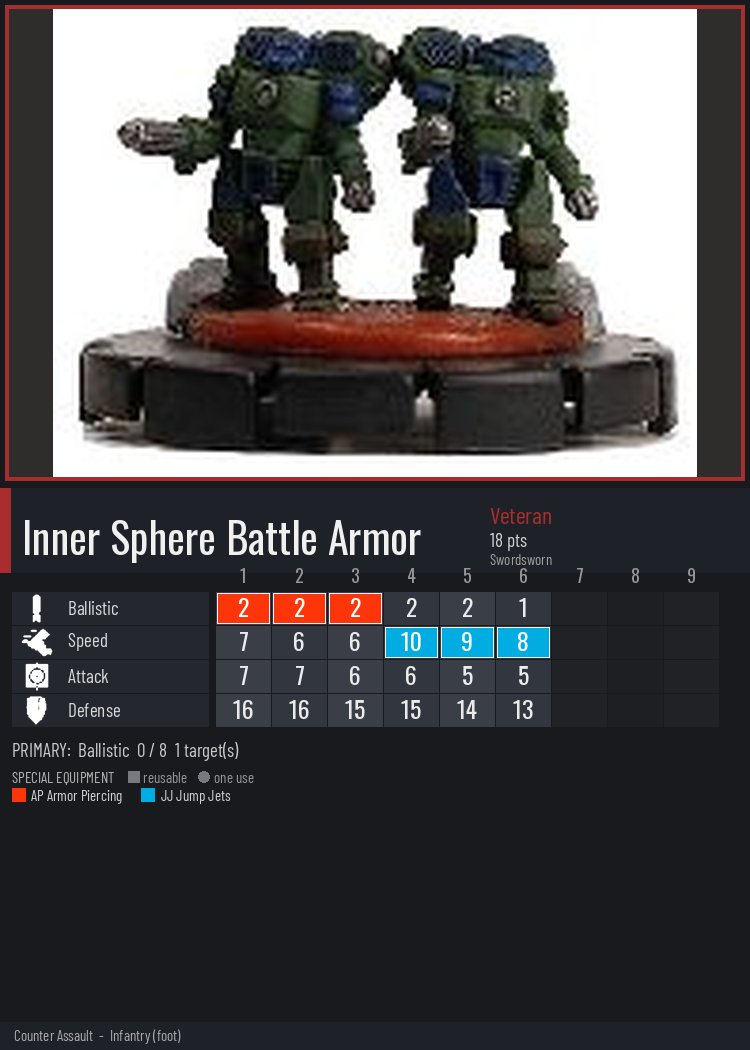 Inner Sphere Battle Armor
Veteran
18 pts
Swordsworn
1 2 3 4 5 6 7 8 9
Ballistic 2 2 2 2 2 1
Speed 7 6 6 10 9 8
Attack 7 7 6 6 5 5
Defense 16 16 15 15 14 13
PRIMARY: Ballistic 0 / 8 1 target(s)
SPECIAL EQUIPMENT reusable one use
AP Armor Piercing JJ Jump Jets
Counter Assault - Infantry (foot)